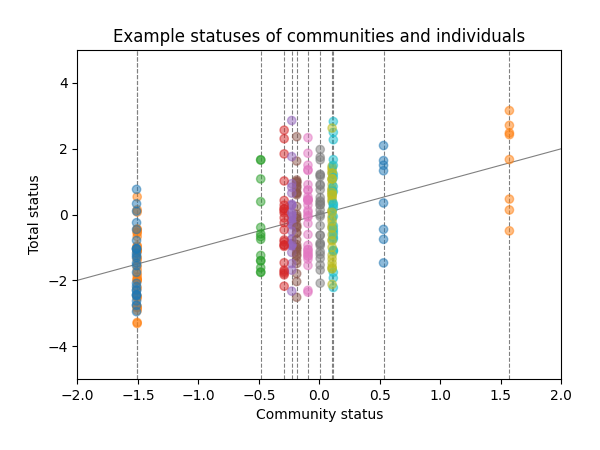 Example statuses of communities and individuals
4
2
0
−2
−4
Total status
−2.0 −1.5 −1.0 −0.5 0.0 0.5 1.0 1.5 2.0
Community status